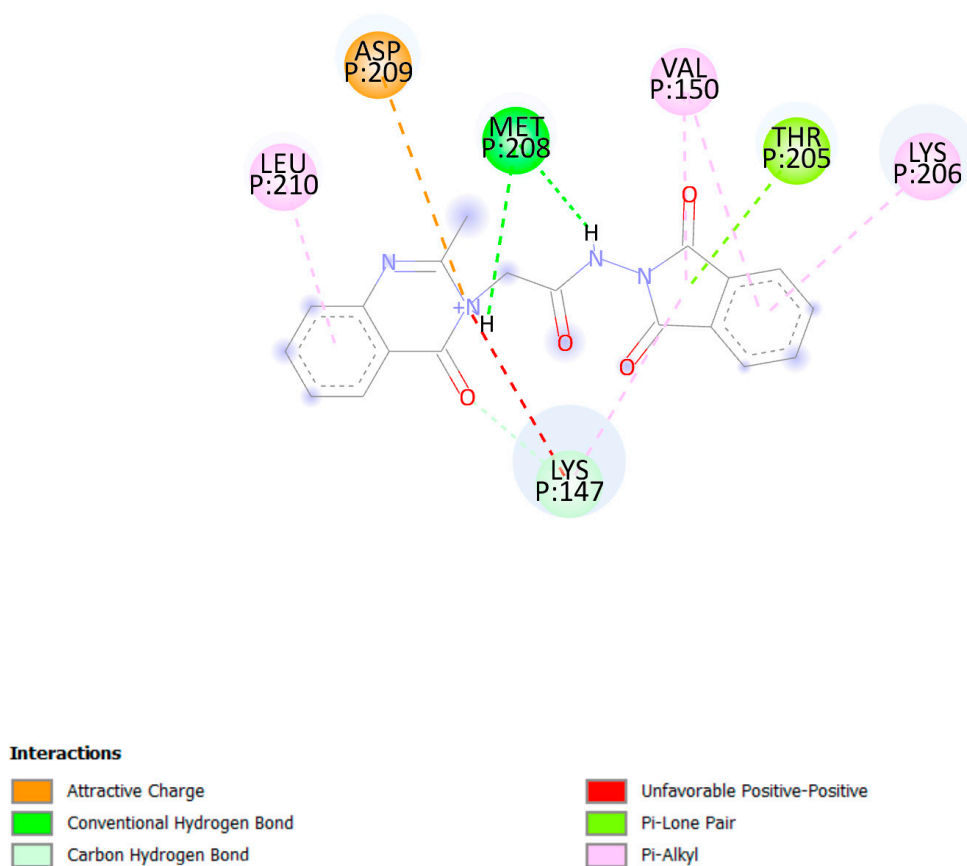 ASP
P:209
VAL
P:150
MET
P:208
THR
P:205
LYS
P:206
LEU
P:210
O
H
N
N
N
+N
H
O
O
O
LYS
P:147
Interactions
Attractive Charge
Conventional Hydrogen Bond
Carbon Hydrogen Bond
Unfavorable Positive-Positive
Pi-Lone Pair
Pi-Alkyl